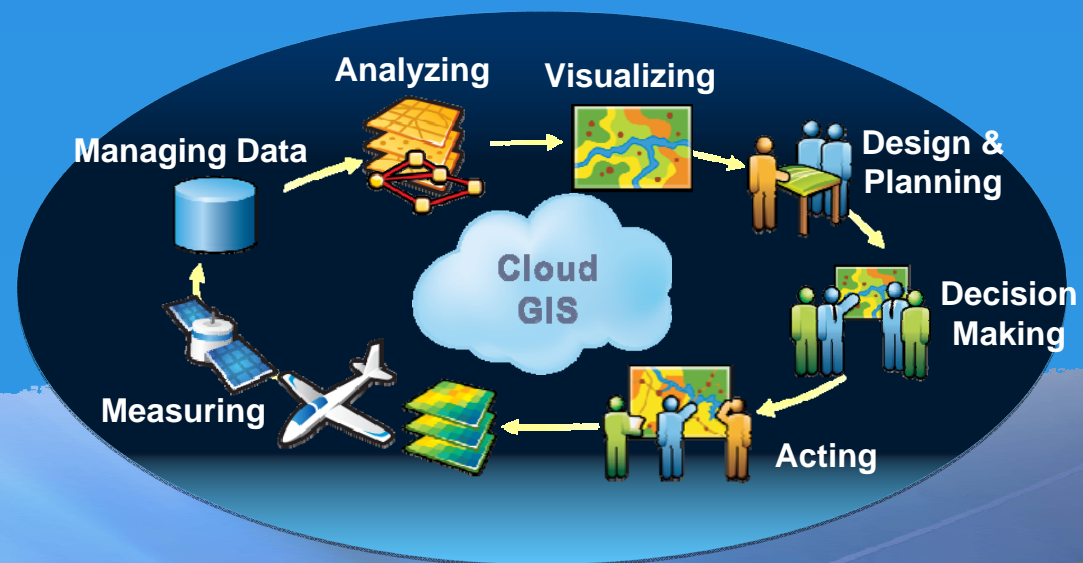 Analyzing
Visualizing
Managing Data
Design &
Planning
Cloud
GIS
Decision
Making
Measuring
Acting